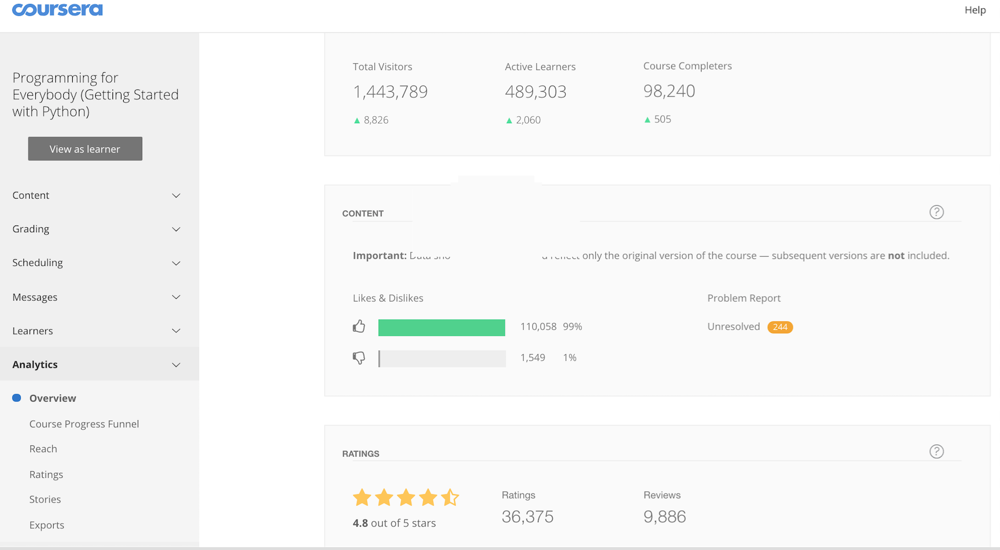 coursera
Help
Programming for
Everybody (Getting Started
with Python)
View as learner
Content
Grading
Scheduling
Messages
Learners
Analytics
Overview
Course Progress Funnel
Reach
Ratings
Stories
Exports
Total Visitors
1,443,789
▲ 8,826
Active Learners
489,303
▲ 2,060
Course Completers
98,240
▲ 505
CONTENT
?
Important: only the original version of the course — subsequent versions are not included.
Likes & Dislikes
110,058 99%
1,549 1%
Problem Report
Unresolved 244
RATINGS
?
4.8 out of 5 stars
Ratings
36,375
Reviews
9,886